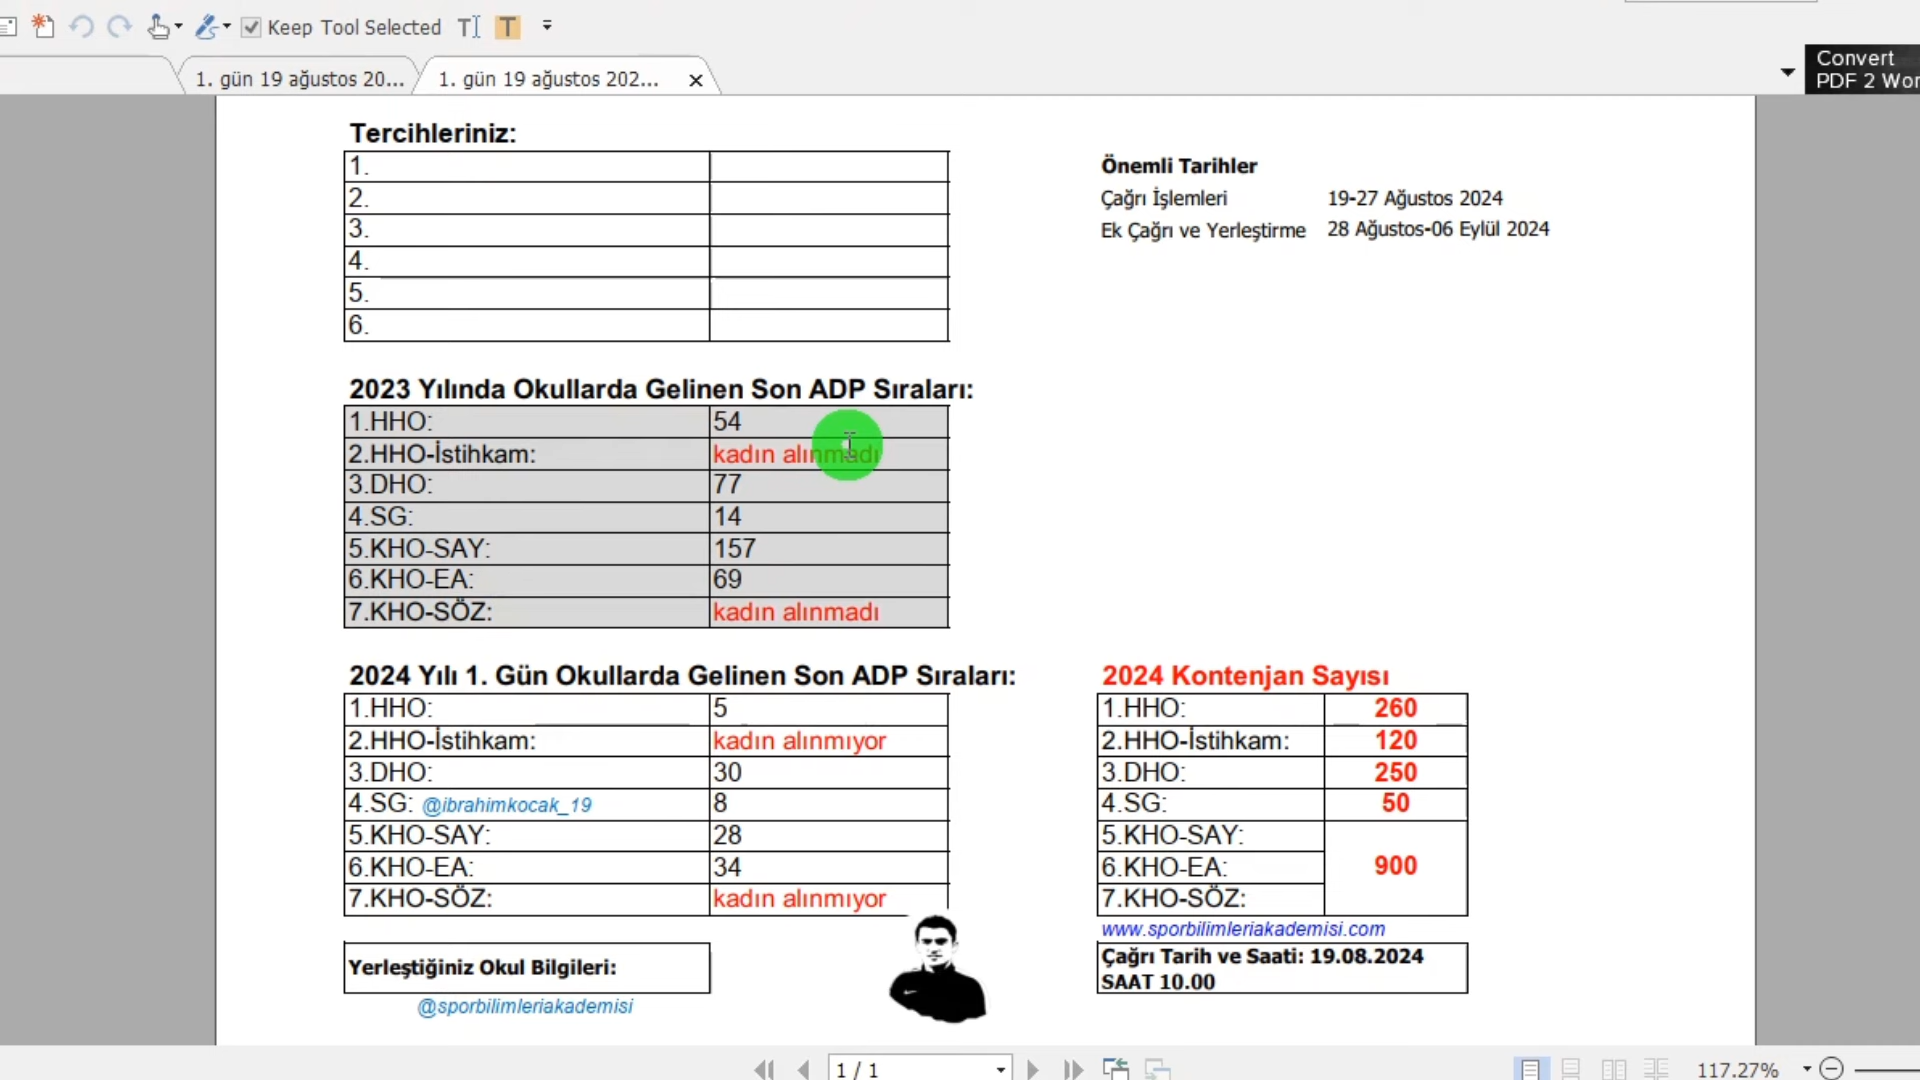 Keep Tool Selected
1. gün 19 ağustos 20...
1. gün 19 ağustos 202...
Convert
PDF 2 Wor
Tercihleriniz:
1.
2.
3.
4.
5.
6.
Önemli Tarihler
Çağrı İşlemleri 19-27 Ağustos 2024
Ek Çağrı ve Yerleştirme 28 Ağustos-06 Eylül 2024
2023 Yılında Okullarda Gelinen Son ADP Sıraları:
1.HHO: 54
2.HHO-İstihkam: kadın alınmadı
3.DHO: 77
4.SG: 14
5.KHO-SAY: 157
6.KHO-EA: 69
7.KHO-SÖZ: kadın alınmadı
2024 Yılı 1. Gün Okullarda Gelinen Son ADP Sıraları:
1.HHO: 5
2.HHO-İstihkam: kadın alınmıyor
3.DHO: 30
4.SG: @ibrahimkocak_19 8
5.KHO-SAY: 28
6.KHO-EA: 34
7.KHO-SÖZ: kadın alınmıyor
2024 Kontenjan Sayısı
1.HHO: 260
2.HHO-İstihkam: 120
3.DHO: 250
4.SG: 50
5.KHO-SAY:
6.KHO-EA: 900
7.KHO-SÖZ:
www.sporbilimleriakademisi.com
Yerleştiğiniz Okul Bilgileri:
@sporbilimleriakademisi
Çağrı Tarih ve Saati: 19.08.2024
SAAT 10.00
1 / 1
117.27%